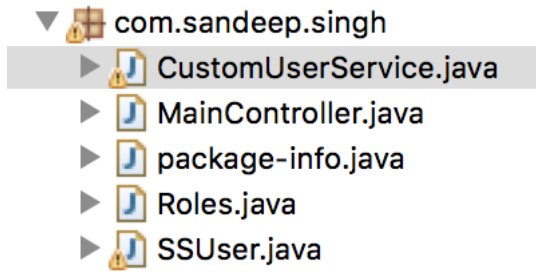 com.sandeep.singh
CustomUserService.java
MainController.java
package-info.java
Roles.java
SSUser.java